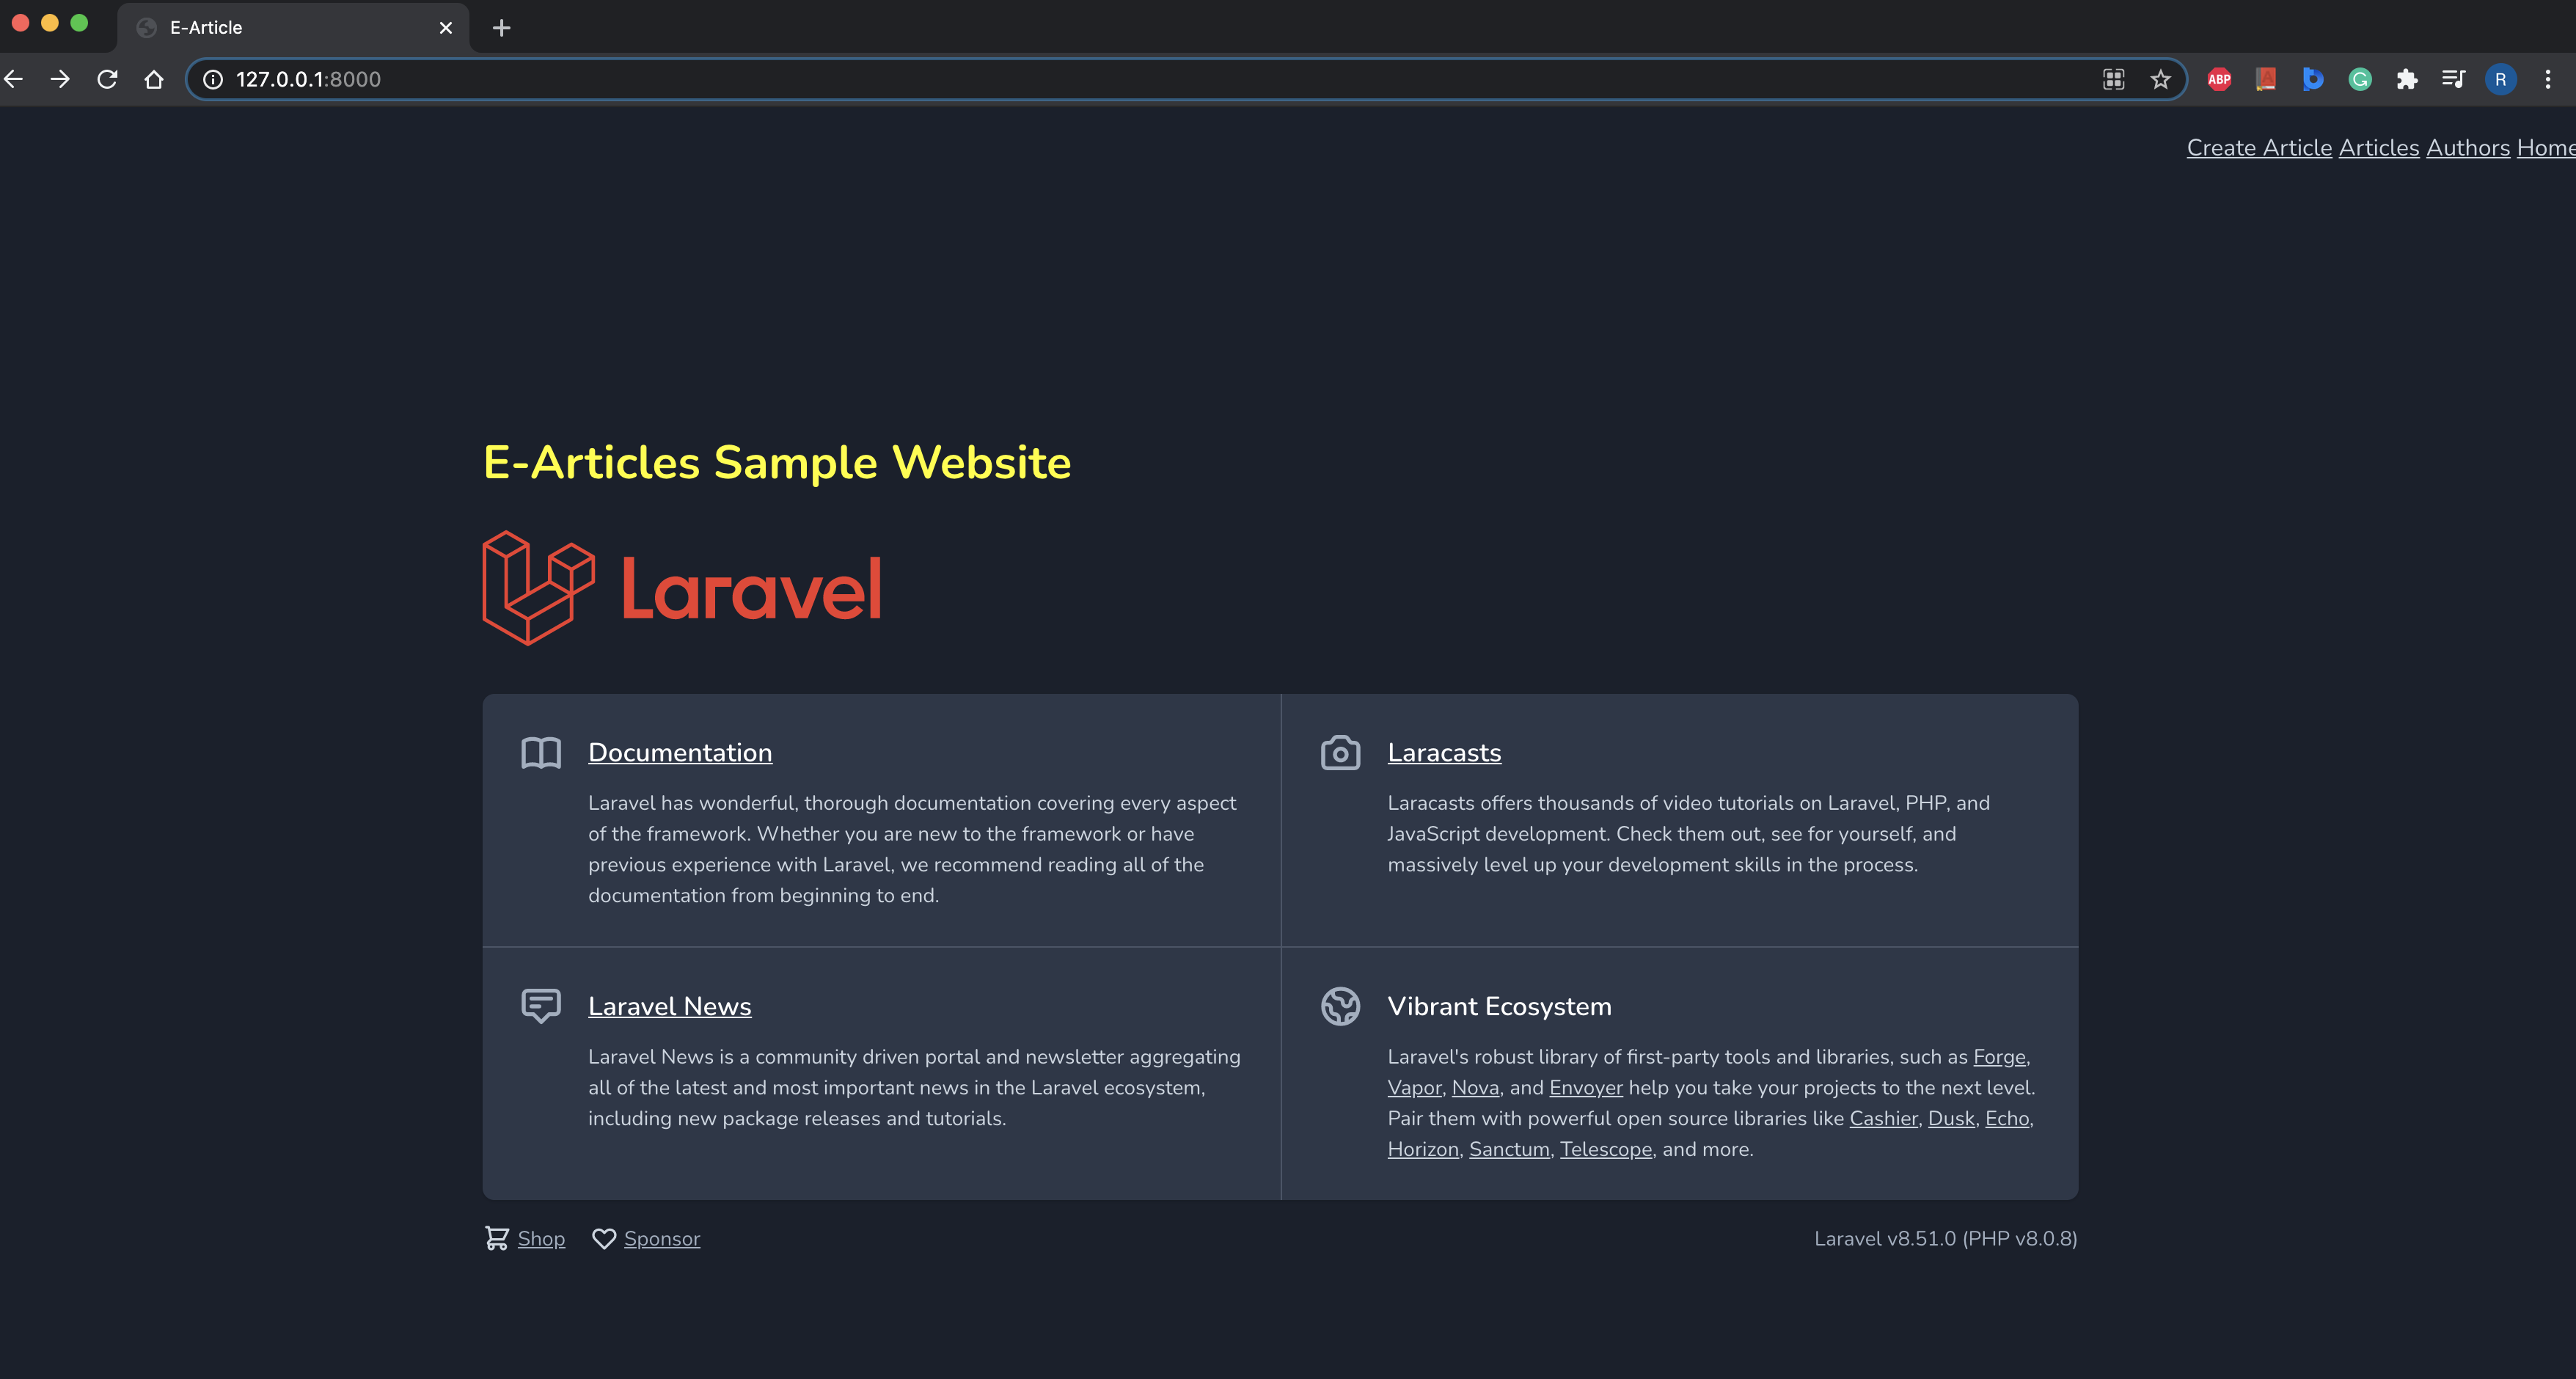 E-Article
127.0.0.1:8000
ABP
R
Create Article Articles Authors Home
E-Articles Sample Website
Laravel
Documentation
Laravel has wonderful, thorough documentation covering every aspect
of the framework. Whether you are new to the framework or have
previous experience with Laravel, we recommend reading all of the
documentation from beginning to end.
Laracasts
Laracasts offers thousands of video tutorials on Laravel, PHP, and
JavaScript development. Check them out, see for yourself, and
massively level up your development skills in the process.
Laravel News
Laravel News is a community driven portal and newsletter aggregating
all of the latest and most important news in the Laravel ecosystem,
including new package releases and tutorials.
Vibrant Ecosystem
Laravel's robust library of first-party tools and libraries, such as Forge,
Vapor, Nova, and Envoyer help you take your projects to the next level.
Pair them with powerful open source libraries like Cashier, Dusk, Echo,
Horizon, Sanctum, Telescope, and more.
Shop Sponsor
Laravel v8.51.0 (PHP v8.0.8)